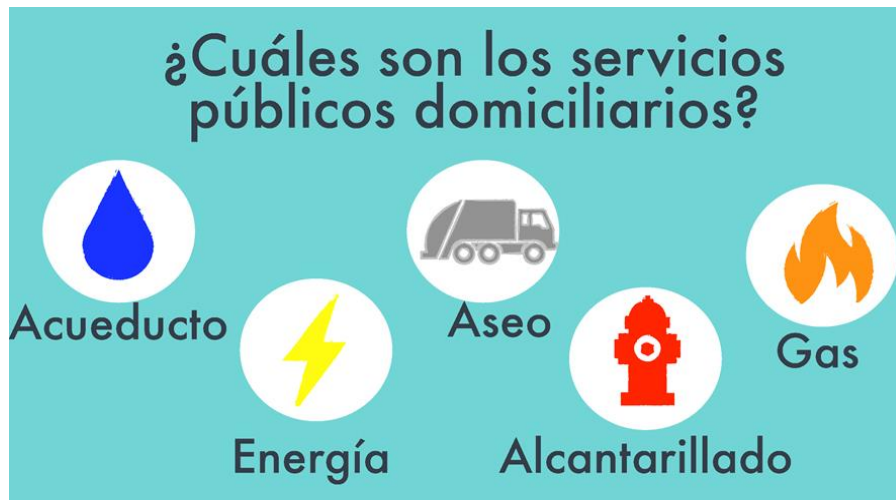 ¿Cuáles son los servicios
públicos domiciliarios?
Acueducto
Energía
Aseo
Alcantarillado
Gas